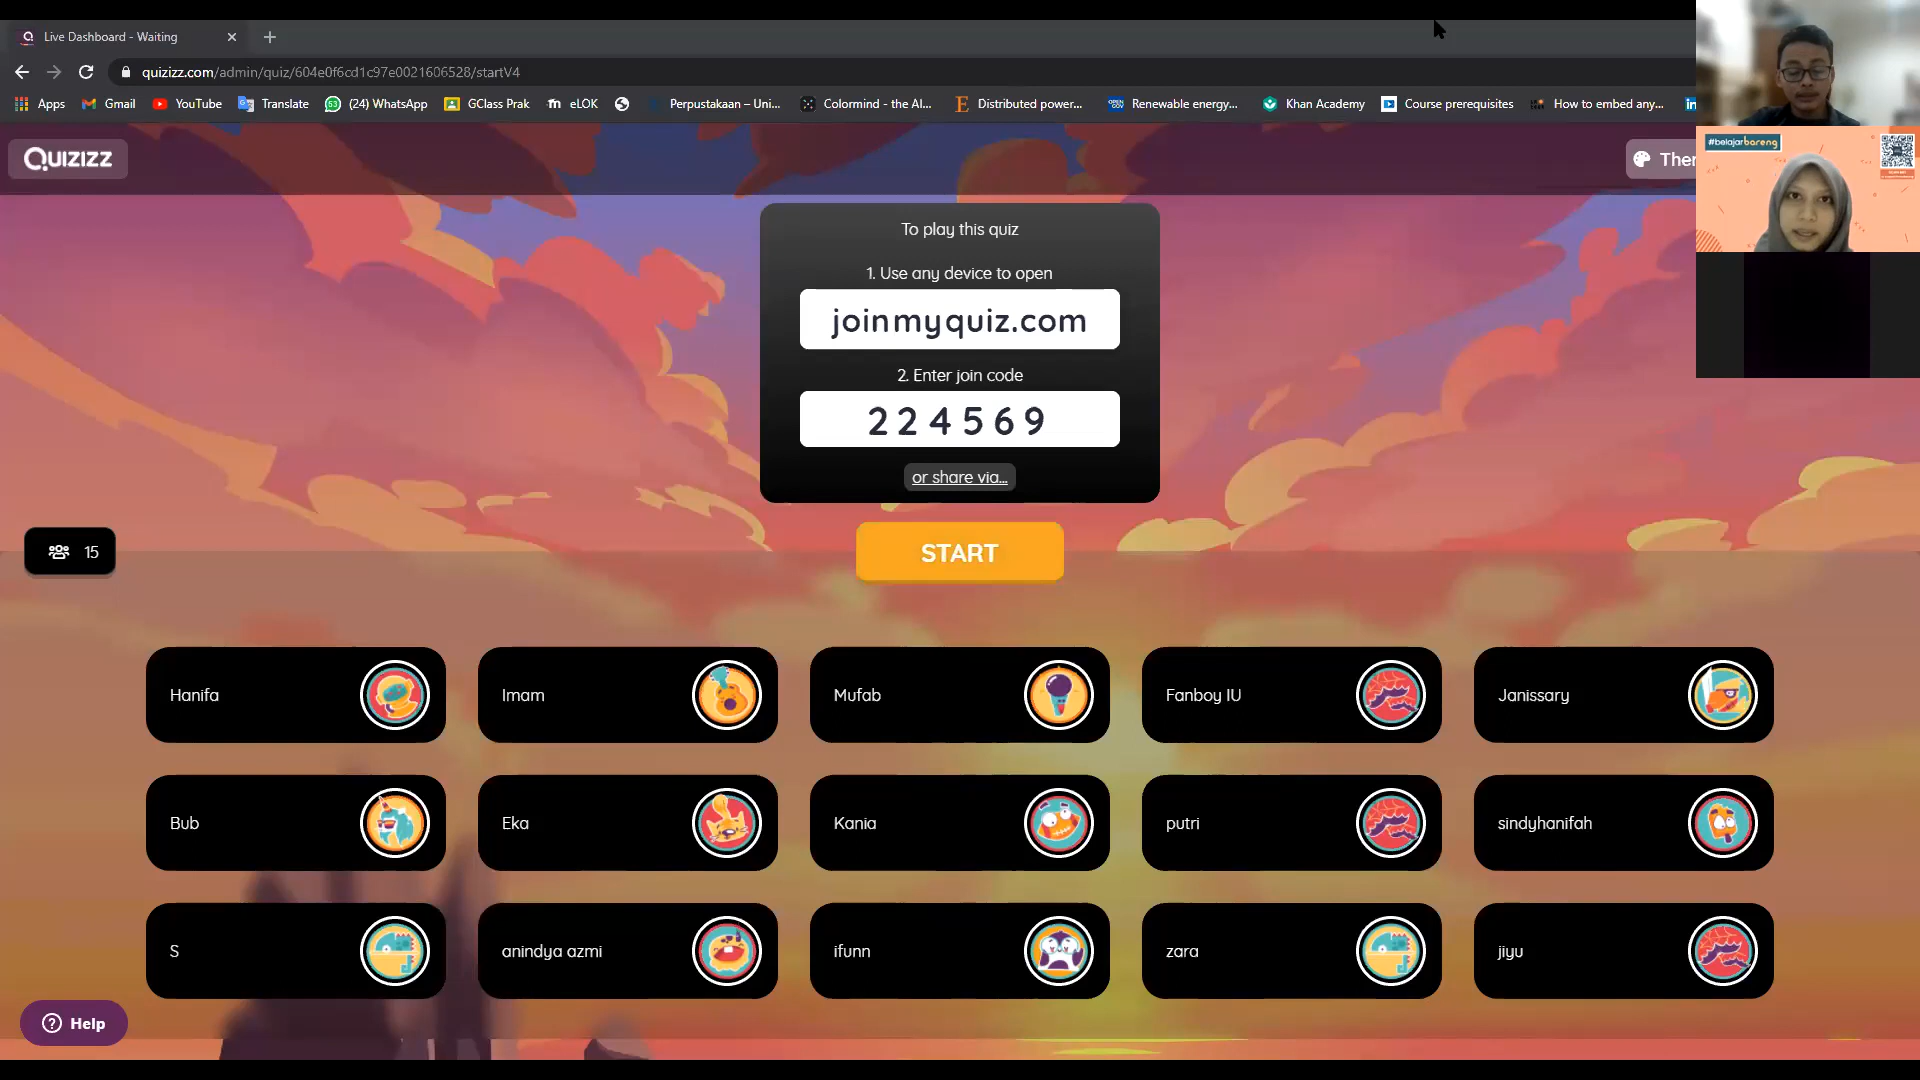 Live Dashboard - Waiting
quizizz.com/admin/quiz/604e0f6cd1c97e0021606528/startV4
Apps Gmail YouTube Translate (24) WhatsApp GClass Prak eLOK Perpustakaan – Uni... Colormind - the AI... Distributed power... Renewable energy... Khan Academy Course prerequisites How to embed any...
#belajarbareng
Quizizz
To play this quiz
1. Use any device to open
joinmyquiz.com
2. Enter join code
224569
or share via...
15
START
Hanifa Imam Mufab Fanboy IU Janissary
Bub Eka Kania putri sindyhanifah
S anindya azmi ifunn zara jiyu
Help